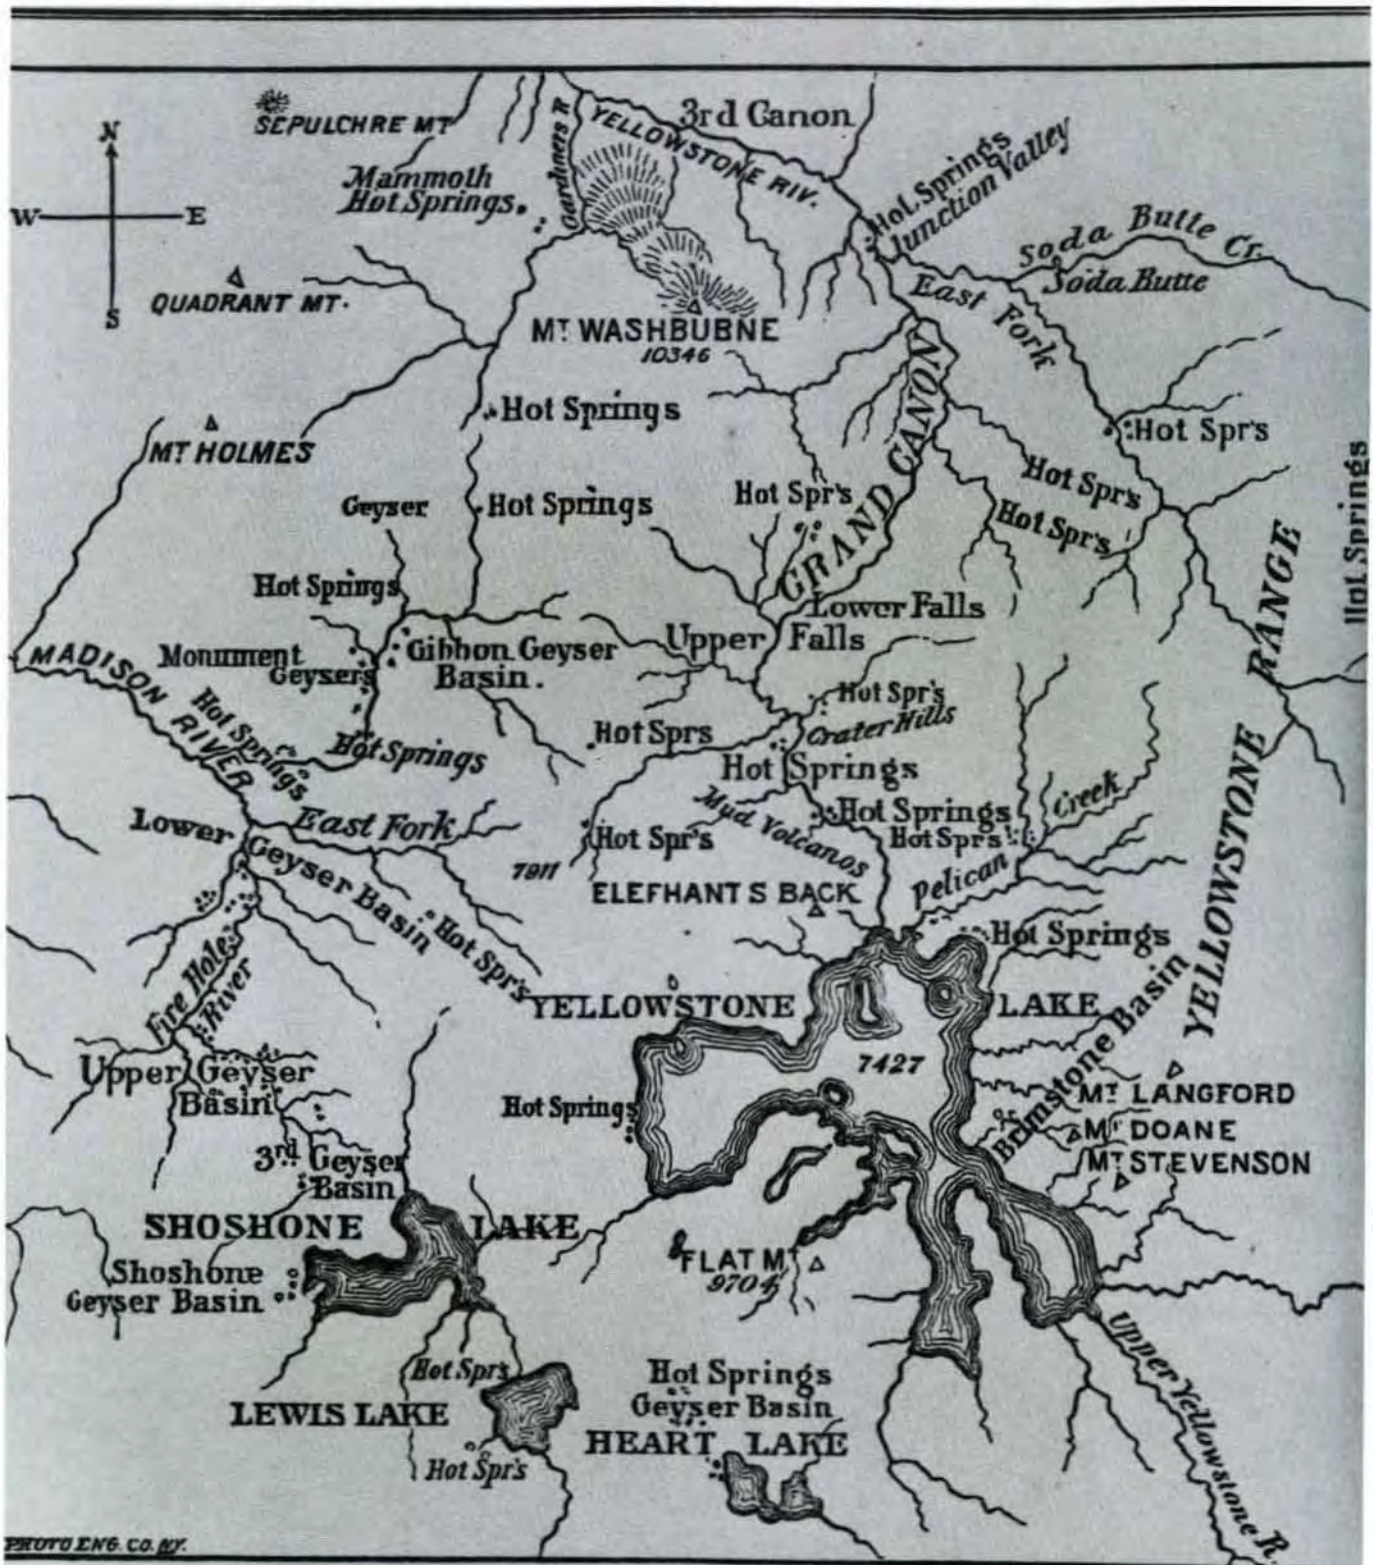 3rd Canon
SEPULCHRE MT
N
Gardners R
YELLOWSTONE RIV.
Mammoth
Hot Springs.
Hot Springs
Junction Valley
W
E
Soda Butte Cr.
Soda Butte
QUADRANT MT.
S
East Fork
MT. WASHBURNE
10346
Hot Springs
MT HOLMES
Hot Spr's
Hot Springs
Geyser
Hot Springs
Hot Spr's
Hot Spr's
Hot Spr's
GRAND CANON
Hot Springs
Lower Falls
Upper Falls
Monument
Geysers
Gibbon Geyser
Basin.
MADISON RIVER
Hot Springs
Hot Springs
Hot Sprs
Hot Spr's
Crater Hills
Hot Springs
YELLOWSTONE RANGE
Mud Volcanos
Hot Springs
Hot Spr's
Pelican Creek
East Fork
Lower Geyser Basin
Hot Spr's
7911
ELEFHANTS BACK
Hot Spr's
Hot Springs
Fire Hole
River
YELLOWSTONE LAKE
7427
Brimstone Basin
Upper Geyser
Basin
Hot Springs
MT. LANGFORD
MT DOANE
MT. STEVENSON
3rd Geyser
Basin
SHOSHONE LAKE
FLAT MT
9704
Shoshone
Geyser Basin
Upper Yellowstone R
Hot Sprs
LEWIS LAKE
Hot Spr's
Hot Springs
Geyser Basin
HEART LAKE
PHOTO ENG. CO. NY.